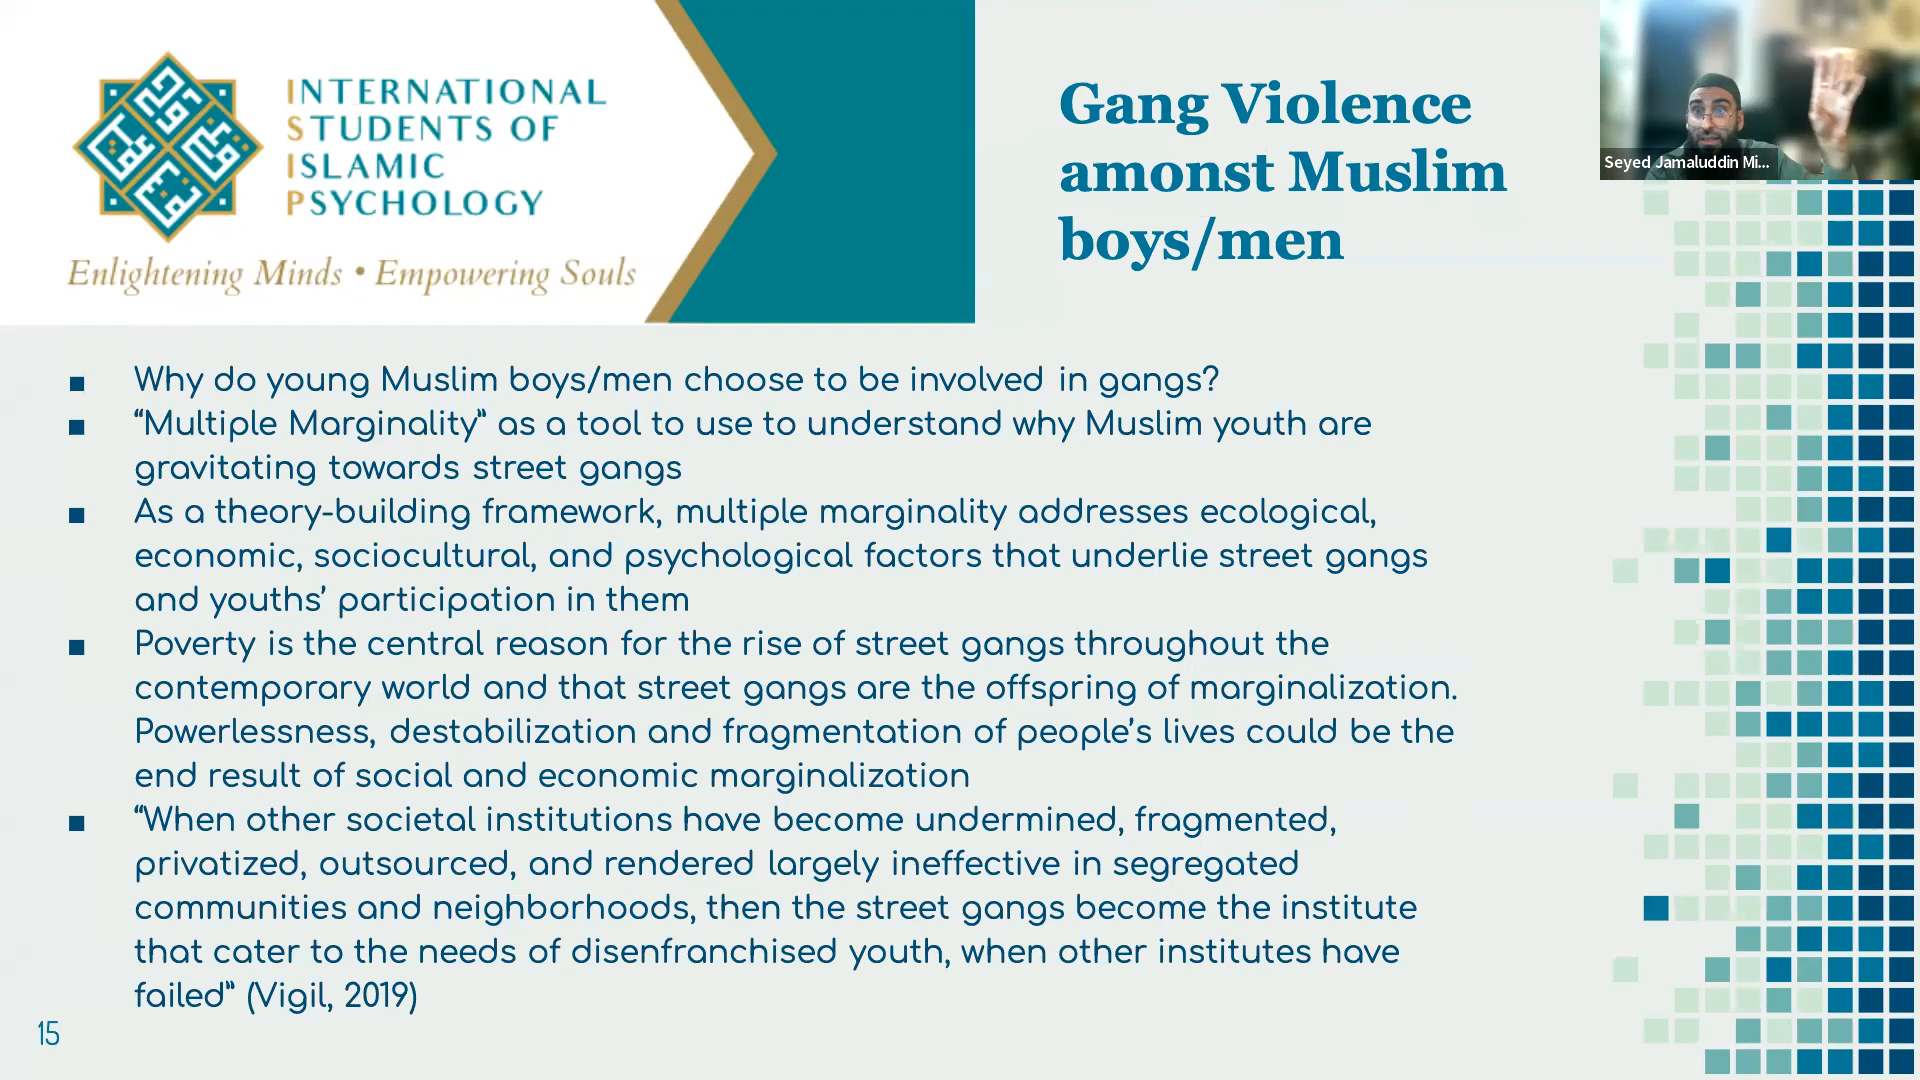 INTERNATIONAL
STUDENTS OF
ISLAMIC
PSYCHOLOGY
Enlightening Minds • Empowering Souls
Gang Violence
amonst Muslim
boys/men
Seyed Jamaluddin Mi...
■ Why do young Muslim boys/men choose to be involved in gangs?
■ “Multiple Marginality” as a tool to use to understand why Muslim youth are
gravitating towards street gangs
■ As a theory-building framework, multiple marginality addresses ecological,
economic, sociocultural, and psychological factors that underlie street gangs
and youths’ participation in them
■ Poverty is the central reason for the rise of street gangs throughout the
contemporary world and that street gangs are the offspring of marginalization.
Powerlessness, destabilization and fragmentation of people’s lives could be the
end result of social and economic marginalization
■ “When other societal institutions have become undermined, fragmented,
privatized, outsourced, and rendered largely ineffective in segregated
communities and neighborhoods, then the street gangs become the institute
that cater to the needs of disenfranchised youth, when other institutes have
failed” (Vigil, 2019)
15